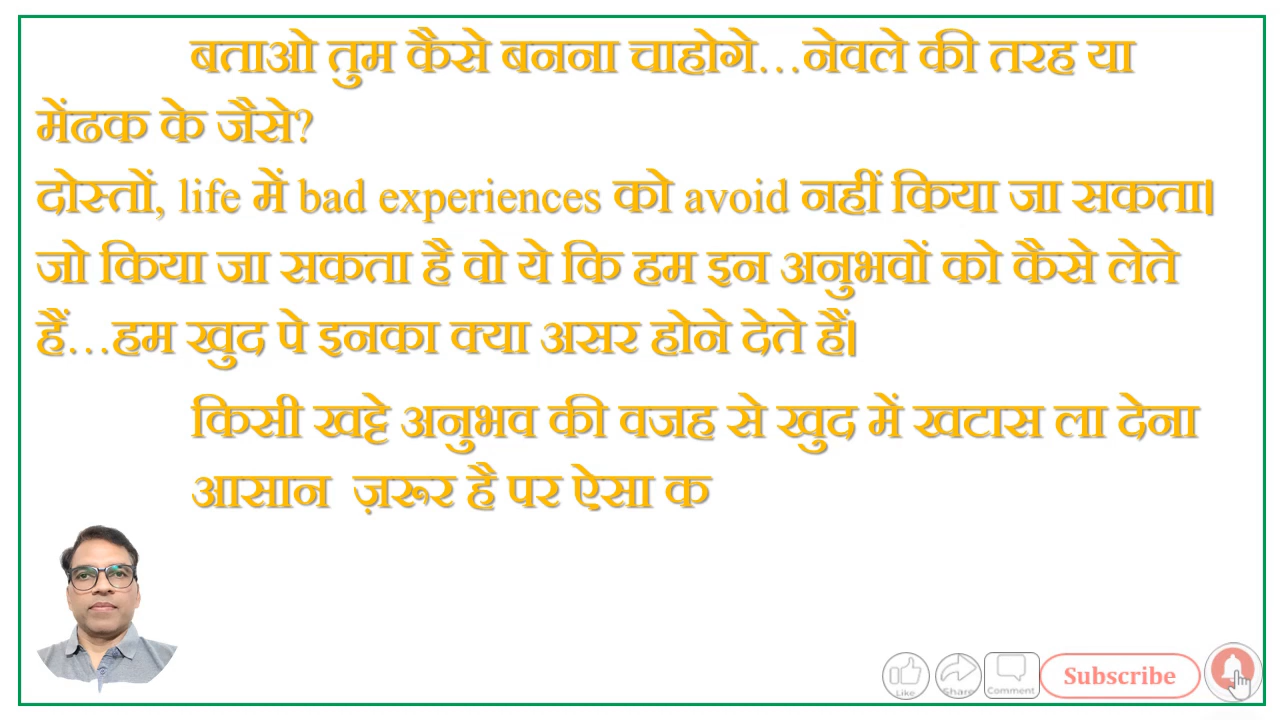 बताओ तुम कैसे बनना चाहोगे...नेवले की तरह या
मेंढक के जैसे?
दोस्तों, life में bad experiences को avoid नहीं किया जा सकता।
जो किया जा सकता है वो ये कि हम इन अनुभवों को कैसे लेते
हैं...हम खुद पे इनका क्या असर होने देते हैं।
किसी खट्टे अनुभव की वजह से खुद में खटास ला देना
आसान ज़रूर है पर ऐसा क
Like Share Comment Subscribe